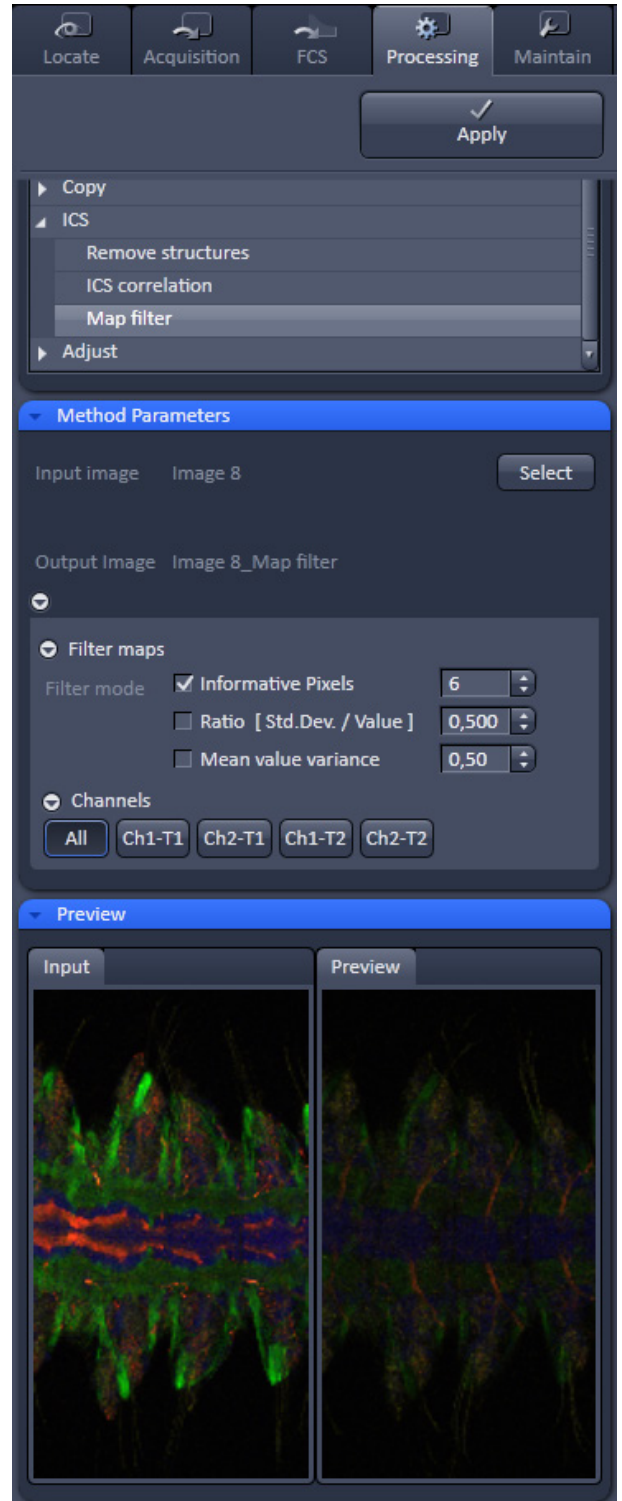 Locate Acquisition FCS Processing Maintain
Apply
Copy
ICS
Remove structures
ICS correlation
Map filter
Adjust
Method Parameters
Input image Image 8 Select
Output Image Image 8_Map filter
Filter maps
Filter mode Informative Pixels 6
Ratio [ Std.Dev. / Value ] 0,500
Mean value variance 0,50
Channels
All Ch1-T1 Ch2-T1 Ch1-T2 Ch2-T2
Preview
Input Preview